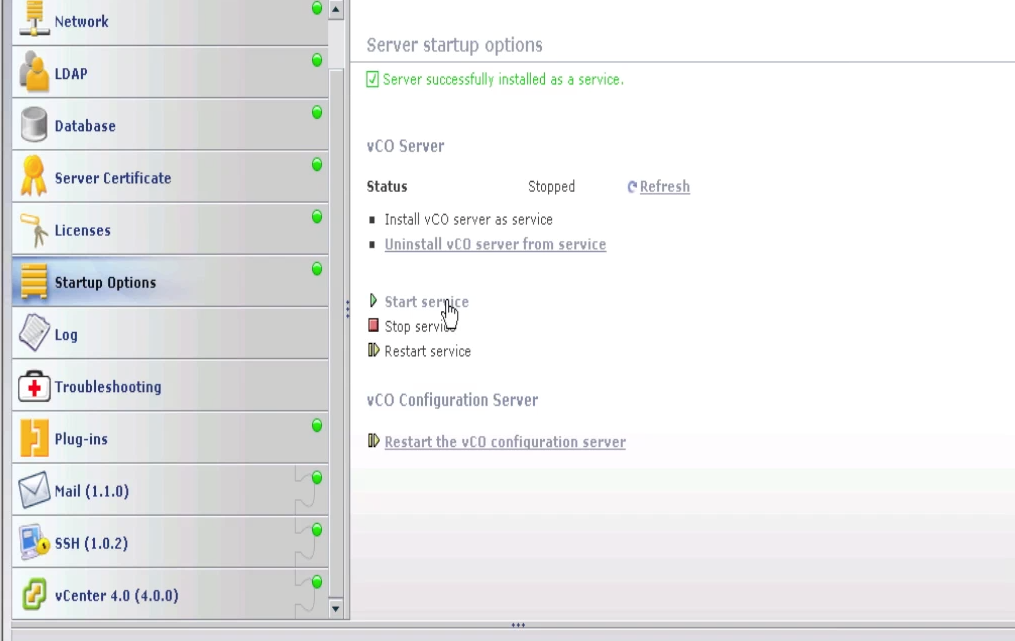 Network
LDAP
Database
Server Certificate
Licenses
Startup Options
Log
Troubleshooting
Plug-ins
Mail (1.1.0)
SSH (1.0.2)
vCenter 4.0 (4.0.0)
Server startup options
Server successfully installed as a service.
vCO Server
Status Stopped Refresh
Install vCO server as service
Uninstall vCO server from service
Start service
Stop service
Restart service
vCO Configuration Server
Restart the vCO configuration server